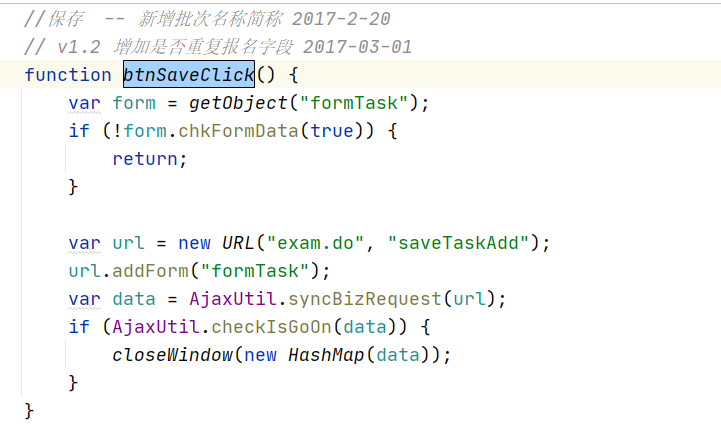 //保存  -- 新增批次名称简称 2017-2-20
// v1.2 增加是否重复报名字段 2017-03-01
function btnSaveClick() {
    var form = getObject("formTask");
    if (!form.chkFormData(true)) {
        return;
    }

    var url = new URL("exam.do", "saveTaskAdd");
    url.addForm("formTask");
    var data = AjaxUtil.syncBizRequest(url);
    if (AjaxUtil.checkIsGoOn(data)) {
        closeWindow(new HashMap(data));
    }
}